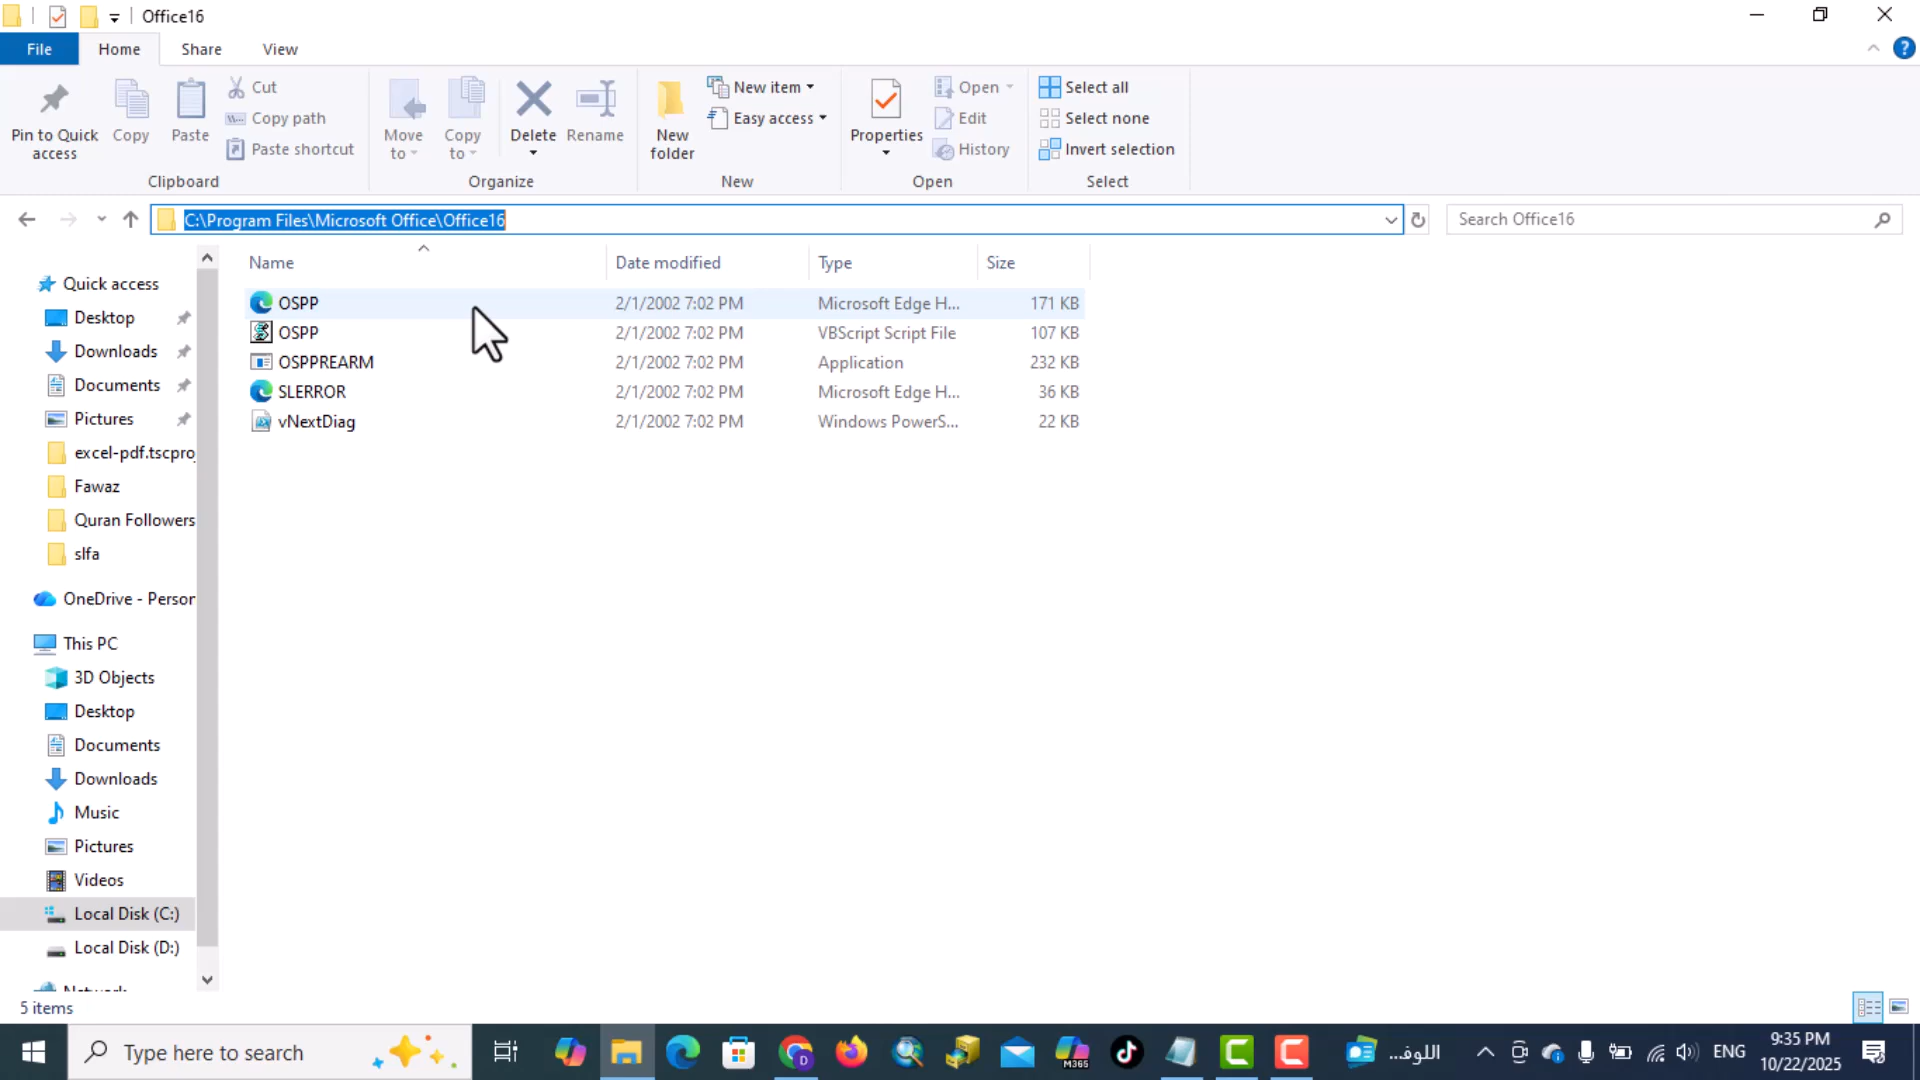 Office16
File Home Share View
Pin to Quick access
Copy
Paste
Cut
Copy path
Paste shortcut
Clipboard
Move to
Copy to
Delete
Rename
Organize
New folder
New item
Easy access
New
Properties
Open
Edit
History
Open
Select all
Select none
Invert selection
Select
C:\Program Files\Microsoft Office\Office16
Search Office16
Name Date modified Type Size
OSPP 2/1/2002 7:02 PM Microsoft Edge H... 171 KB
OSPP 2/1/2002 7:02 PM VBScript Script File 107 KB
OSPPREARM 2/1/2002 7:02 PM Application 232 KB
SLERROR 2/1/2002 7:02 PM Microsoft Edge H... 36 KB
vNextDiag 2/1/2002 7:02 PM Windows PowerS... 22 KB
Quick access
Desktop
Downloads
Documents
Pictures
excel-pdf.tscpro
Fawaz
Quran Followers
slfa
OneDrive - Person
This PC
3D Objects
Desktop
Documents
Downloads
Music
Pictures
Videos
Local Disk (C:)
Local Disk (D:)
Network
5 items
Type here to search
M365
اللوف...
ENG
9:35 PM
10/22/2025